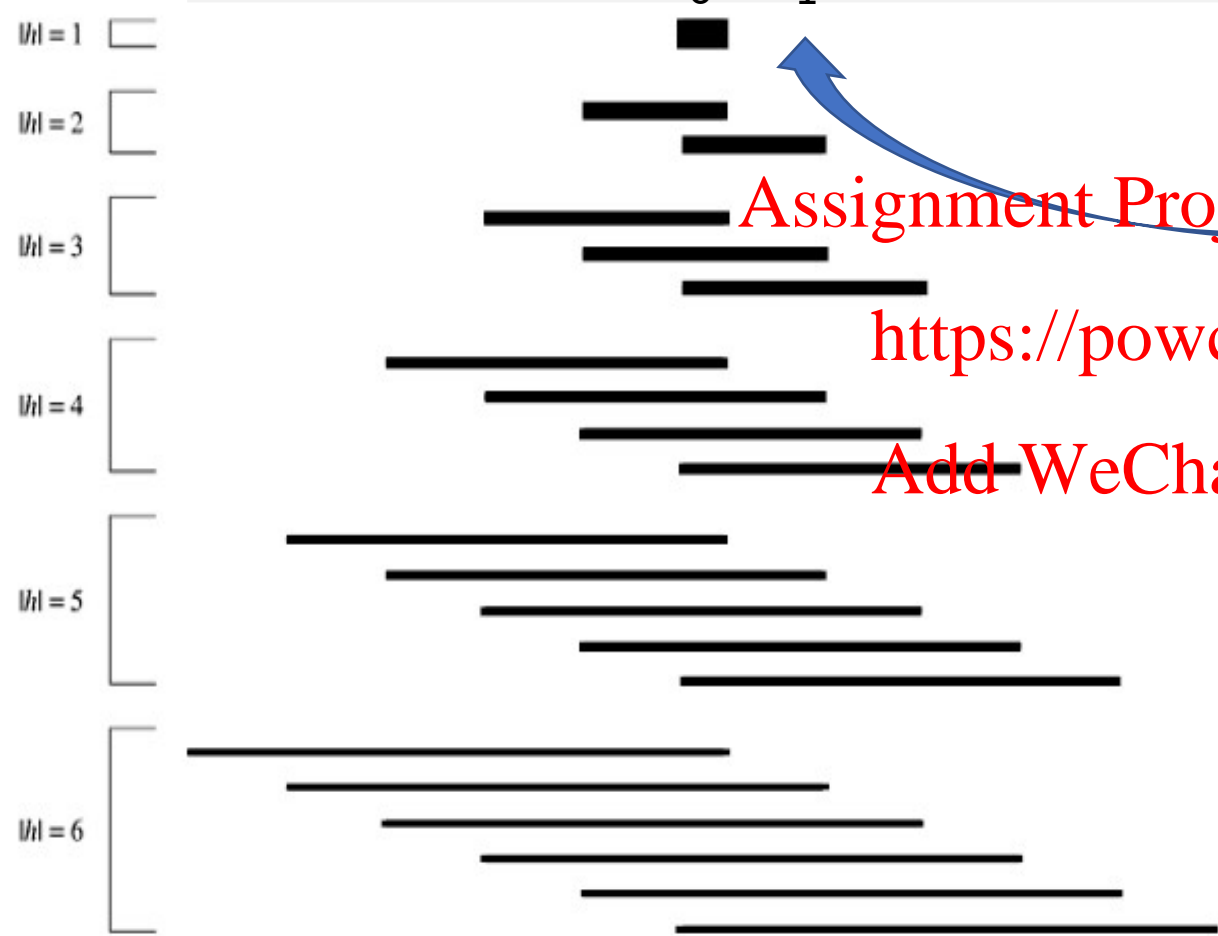 |h| = 1
|h| = 2
Assignment Pro
|h| = 3
https://powc
|h| = 4
Add WeCha
|h| = 5
|h| = 6